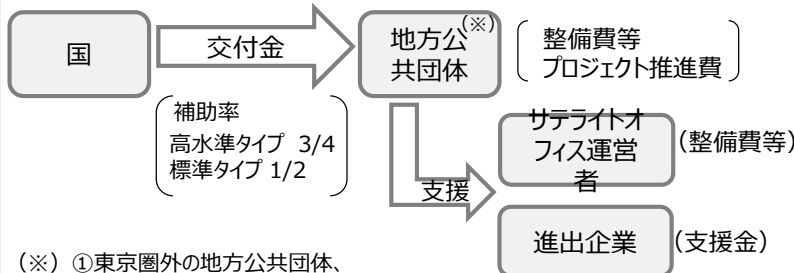 国
交付金
地方公
共団体
(※)
整備費等
プロジェクト推進費
補助率
高水準タイプ 3/4
標準タイプ 1/2
支援
サテライトオ
フィス運営
者
(整備費等)
進出企業
(支援金)
(※) ①東京圏外の地方公共団体、